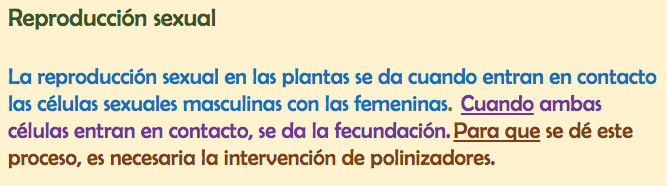 Reproducción sexual
La reproducción sexual en las plantas se da cuando entran en contacto
las células sexuales masculinas con las femeninas. Cuando ambas
células entran en contacto, se da la fecundación. Para que se dé este
proceso, es necesaria la intervención de polinizadores.